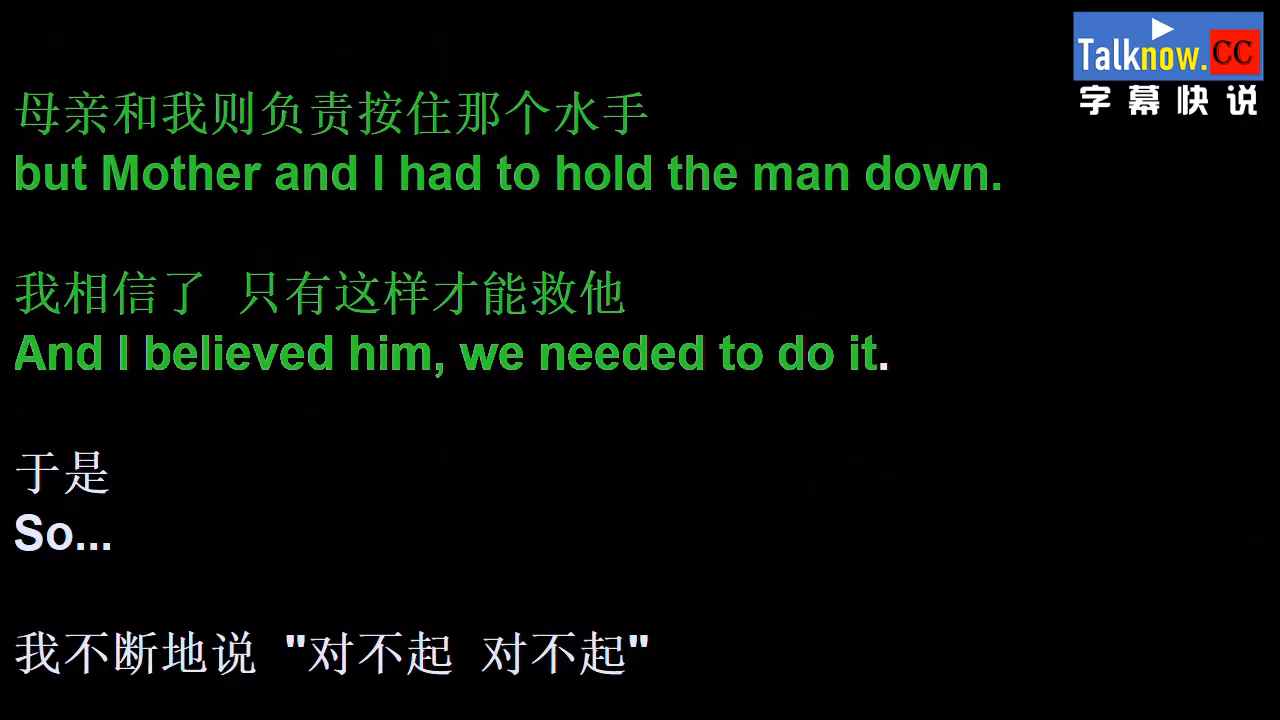 Talknow.CC
字幕快说
母亲和我则负责按住那个水手
but Mother and I had to hold the man down.
我相信了 只有这样才能救他
And I believed him, we needed to do it.
于是
So...
我不断地说 "对不起 对不起"